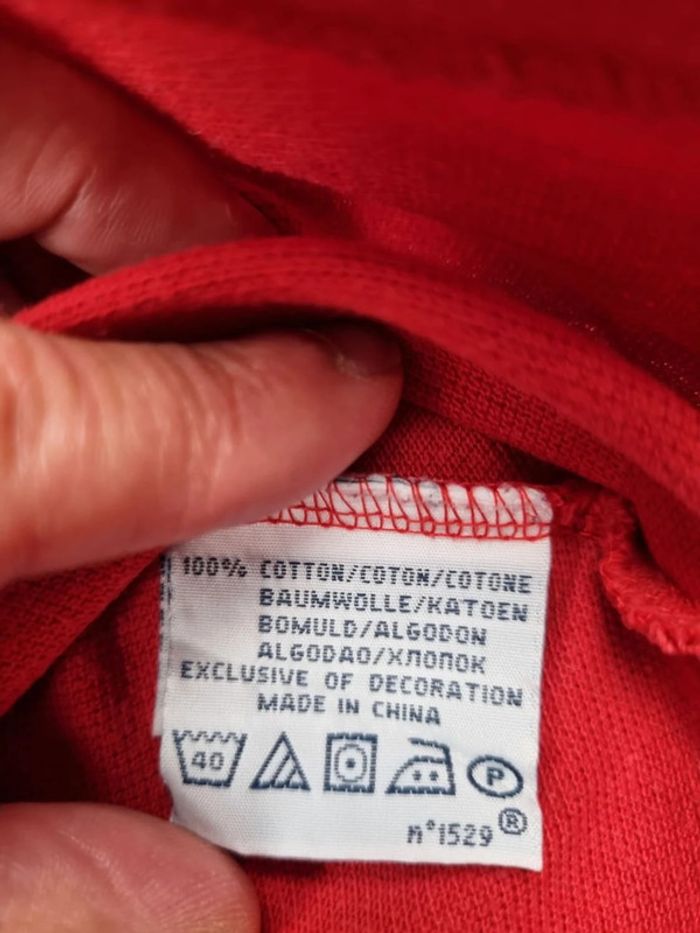 100% COTTON/COTON/COTONE
BAUMWOLLE/KATOEN
BOMULD/ALGODON
ALGODAO/ХЛОПОК
EXCLUSIVE OF DECORATION
MADE IN CHINA
40 P
n°1529®